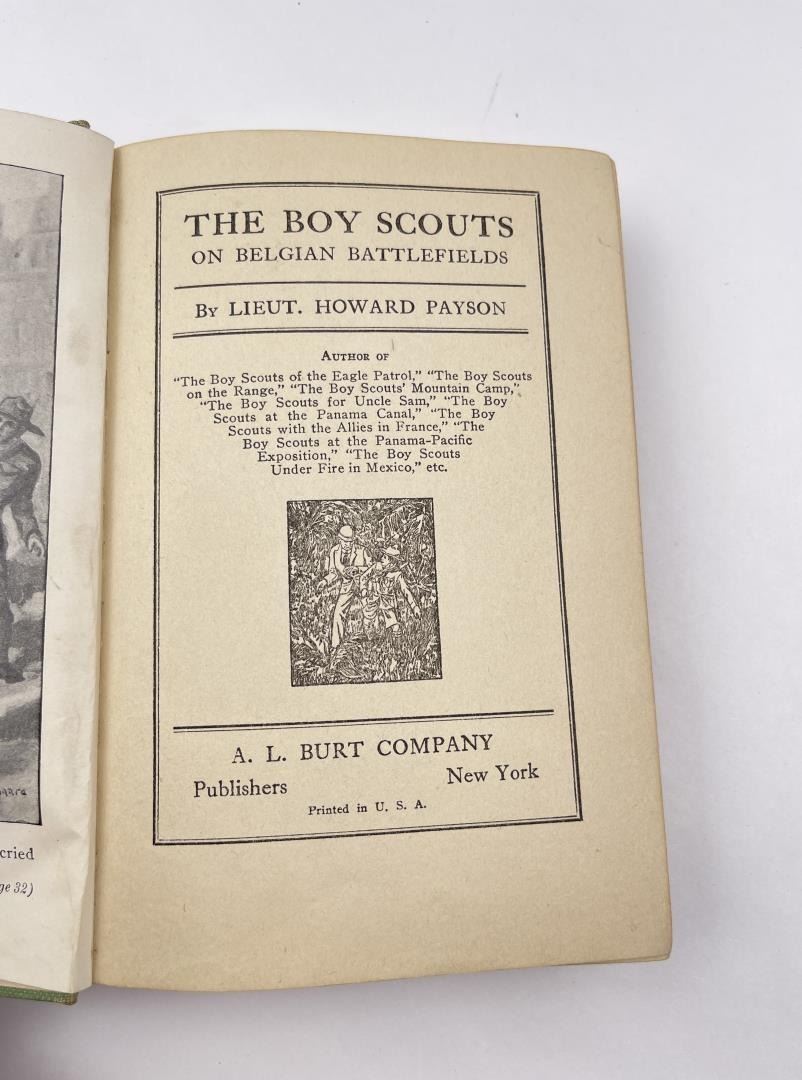 THE BOY SCOUTS
ON BELGIAN BATTLEFIELDS
BY LIEUT. HOWARD PAYSON
AUTHOR OF
"The Boy Scouts of the Eagle Patrol," "The Boy Scouts
on the Range," "The Boy Scouts' Mountain Camp,"
"The Boy Scouts for Uncle Sam," "The Boy
Scouts at the Panama Canal," "The Boy
Scouts with the Allies in France," "The
Boy Scouts at the Panama-Pacific
Exposition," "The Boy Scouts
Under Fire in Mexico," etc.
A. L. BURT COMPANY
Publishers New York
Printed in U. S. A.
cried
32)